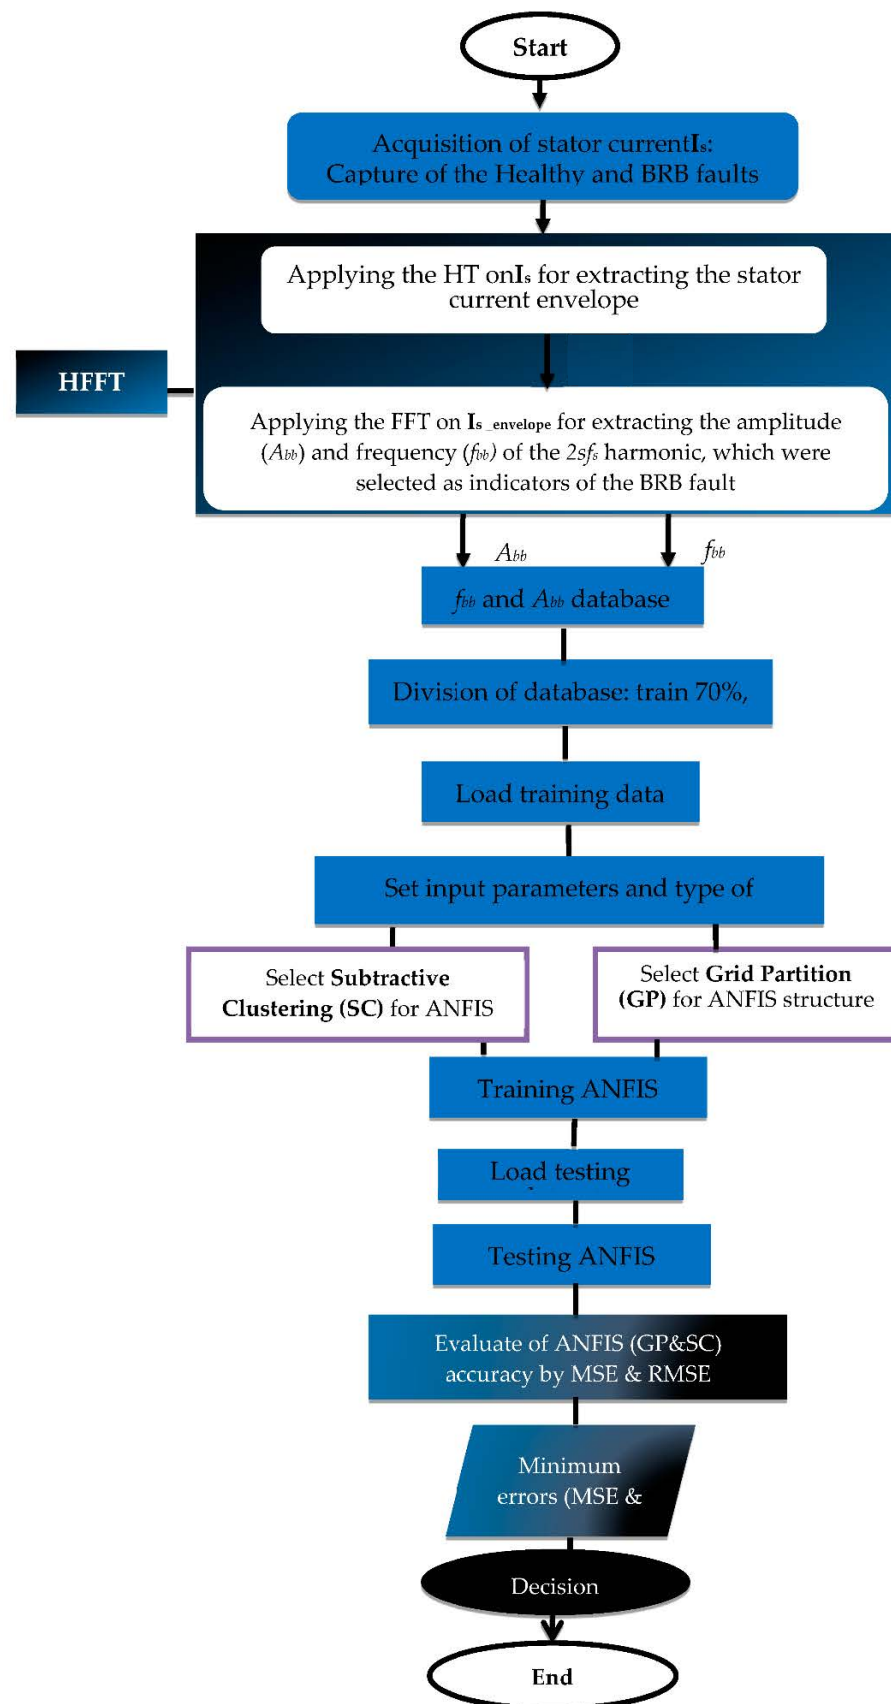 Start
Acquisition of stator currentIs:
Capture of the Healthy and BRB faults
Applying the HT onIs for extracting the stator
current envelope
HFFT
Applying the FFT on Is _envelope for extracting the amplitude
(Abb) and frequency (fbb) of the 2sfs harmonic, which were
selected as indicators of the BRB fault
Abb
fbb
fbb and Abb database
Division of database: train 70%,
Load training data
Set input parameters and type of
Select Subtractive
Clustering (SC) for ANFIS
Select Grid Partition
(GP) for ANFIS structure
Training ANFIS
Load testing
Testing ANFIS
Evaluate of ANFIS (GP&SC)
accuracy by MSE & RMSE
Minimum
errors (MSE &
Decision
End